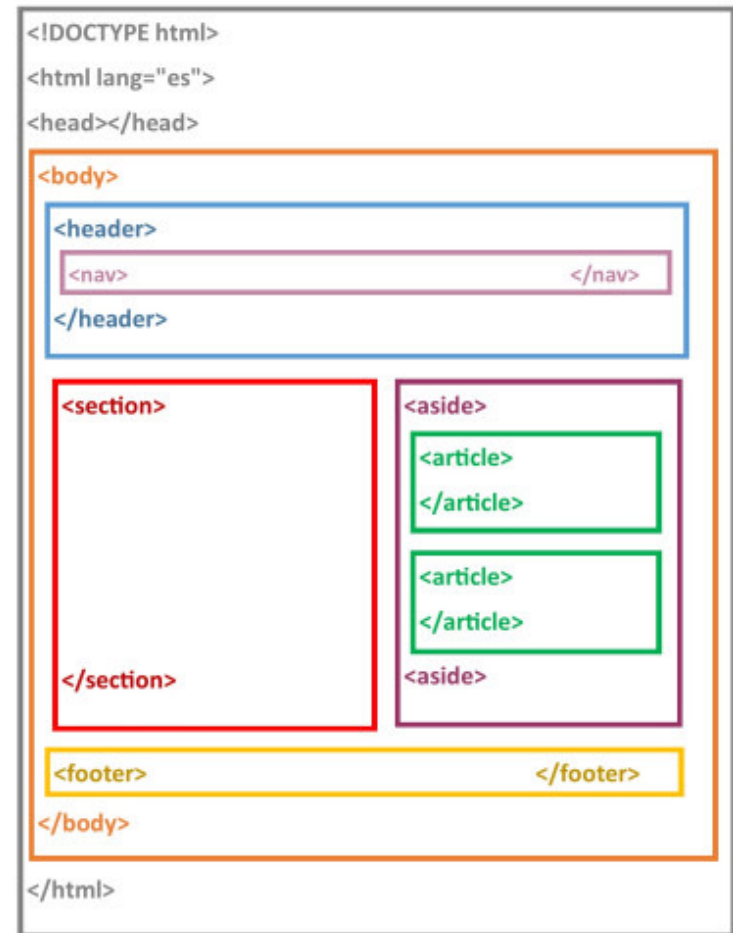 <!DOCTYPE html>
<html lang="es">
<head></head>
<body>
<header>
<nav> </nav>
</header>
<section>
</section>
<aside>
<article>
</article>
<article>
</article>
<aside>
<footer> </footer>
</body>
</html>